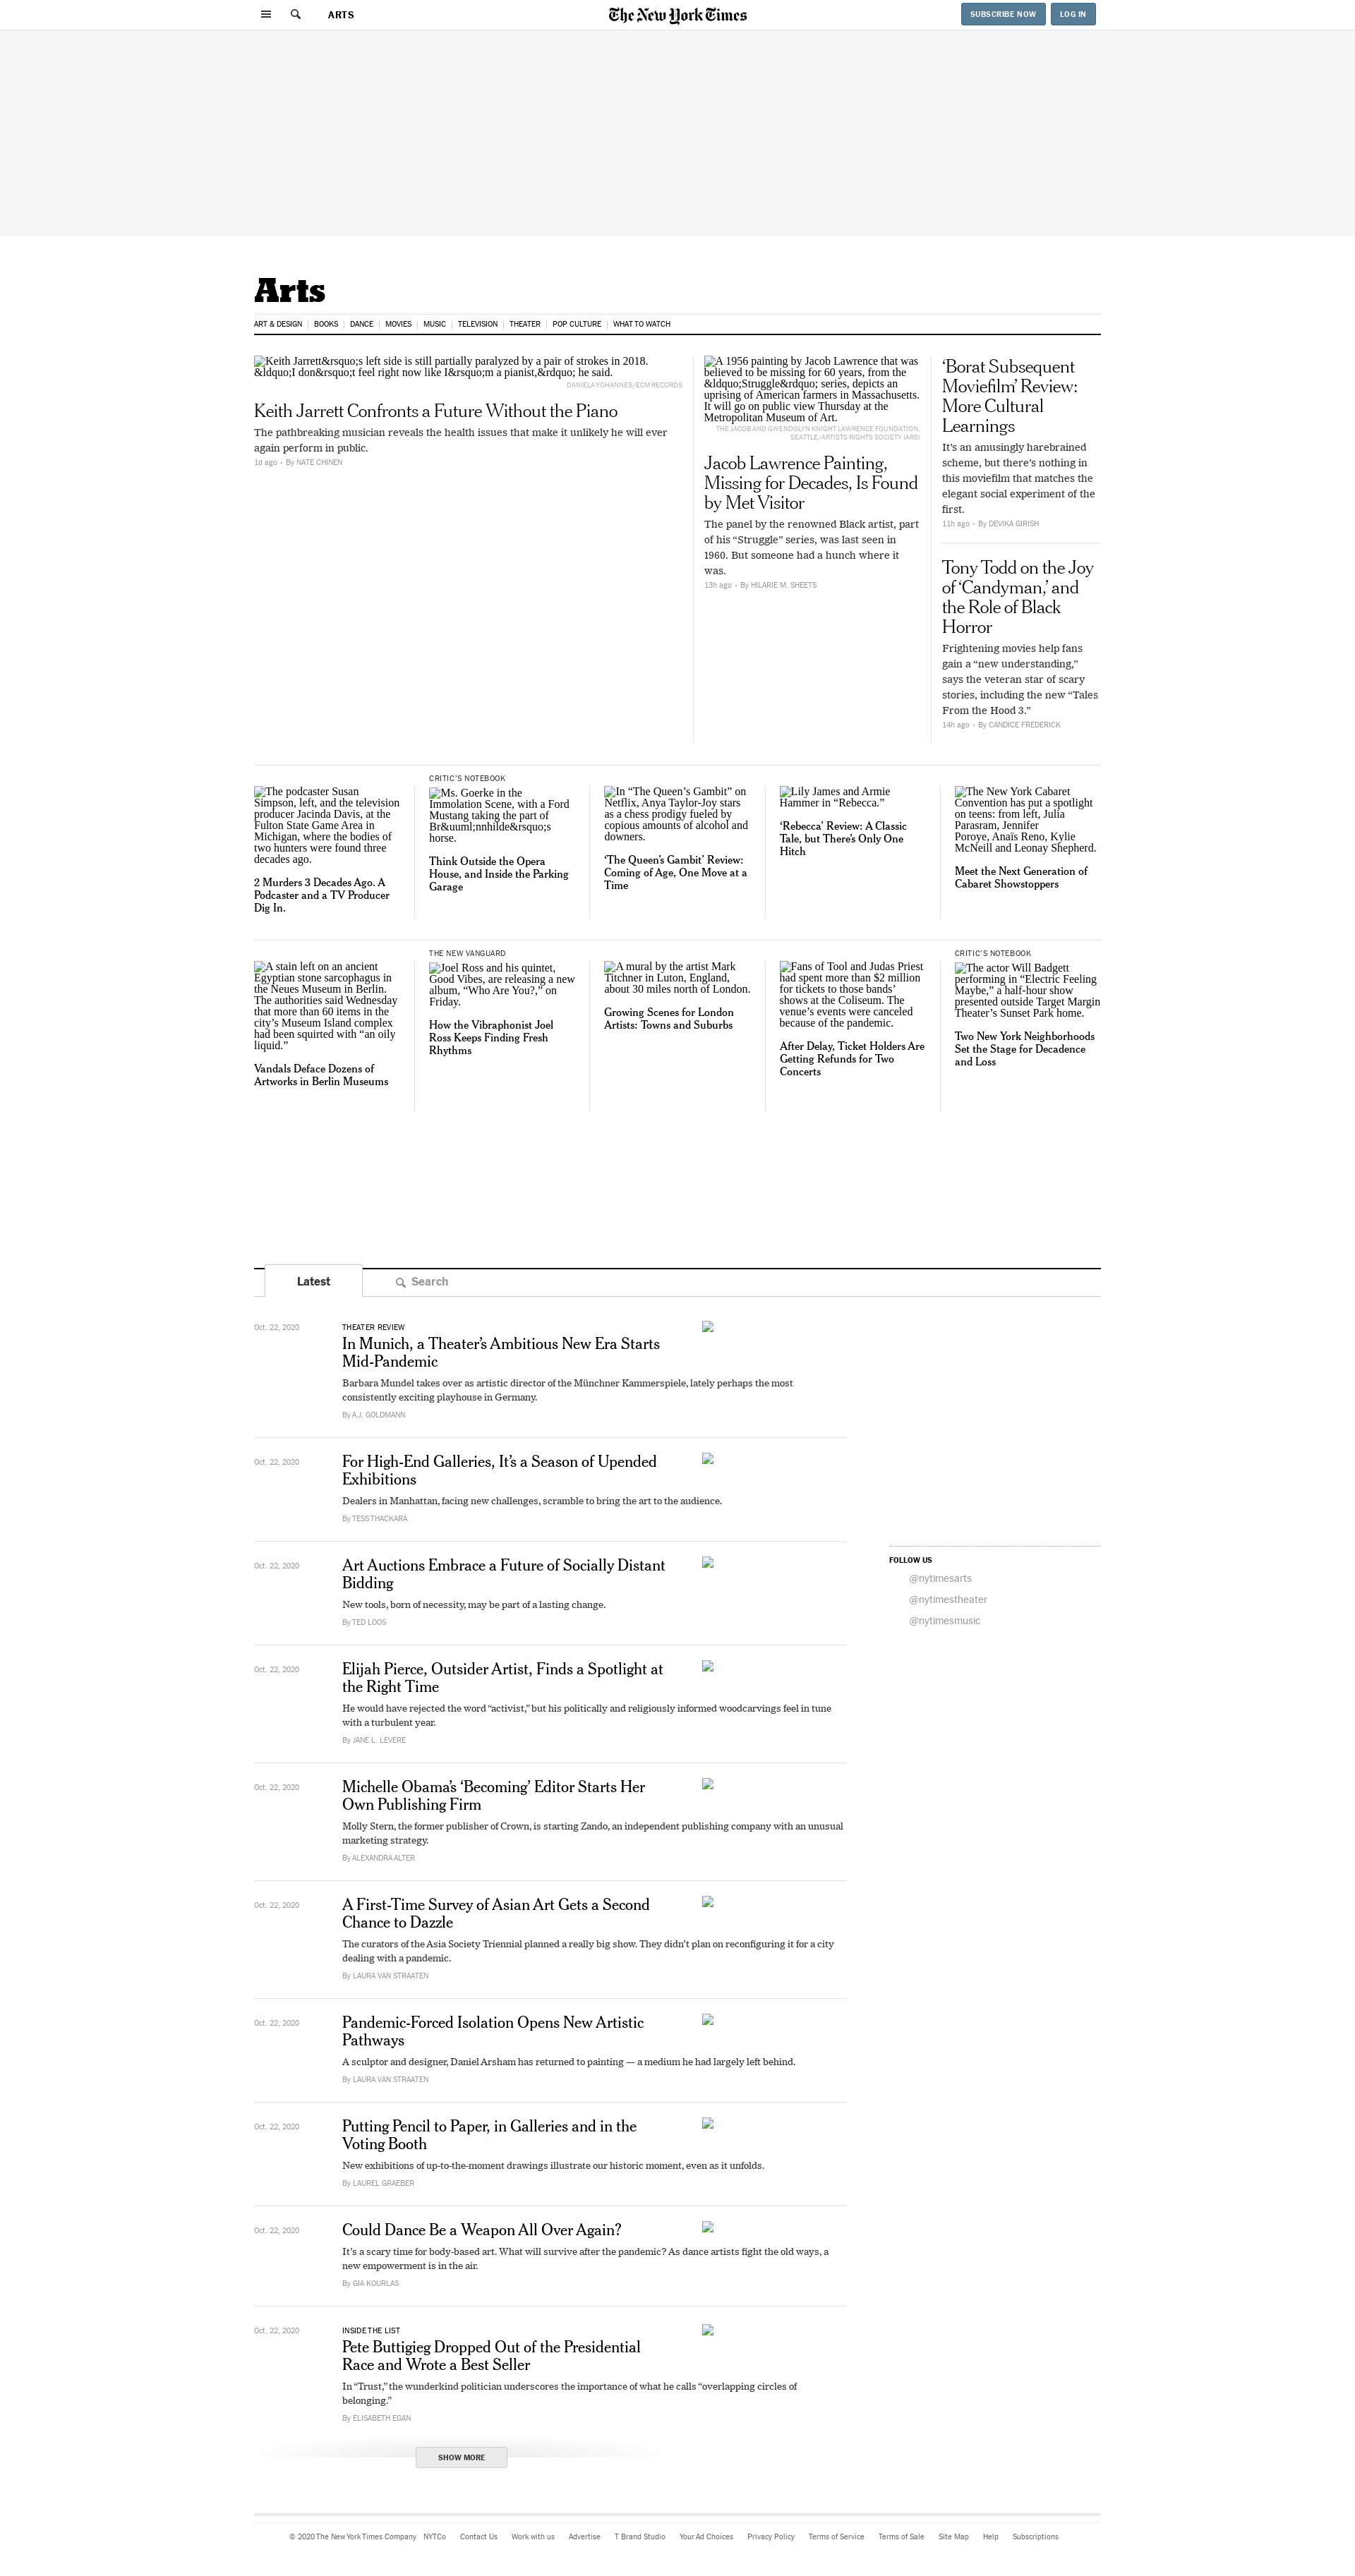 ARTS
The New York Times
SUBSCRIBE NOW
LOG IN
Arts
ART & DESIGN
BOOKS
DANCE
MOVIES
MUSIC
TELEVISION
THEATER
POP CULTURE
WHAT TO WATCH
Keith Jarrett&rsquo;s left side is still partially paralyzed by a pair of strokes in 2018.
&ldquo;I don&rsquo;t feel right now like I&rsquo;m a pianist,&rdquo; he said.
DANIELA YOHANNES/ECM RECORDS
Keith Jarrett Confronts a Future Without the Piano
The pathbreaking musician reveals the health issues that make it unlikely he will ever
again perform in public.
1d ago • By NATE CHINEN
A 1956 painting by Jacob Lawrence that was
believed to be missing for 60 years, from the
&ldquo;Struggle&rdquo; series, depicts an
uprising of American farmers in Massachusetts.
It will go on public view Thursday at the
Metropolitan Museum of Art.
THE JACOB AND GWENDOLYN KNIGHT LAWRENCE FOUNDATION,
SEATTLE/ARTISTS RIGHTS SOCIETY (ARS)
Jacob Lawrence Painting,
Missing for Decades, Is Found
by Met Visitor
The panel by the renowned Black artist, part
of his “Struggle” series, was last seen in
1960. But someone had a hunch where it
was.
13h ago • By HILARIE M. SHEETS
‘Borat Subsequent
Moviefilm’ Review:
More Cultural
Learnings
It’s an amusingly harebrained
scheme, but there’s nothing in
this moviefilm that matches the
elegant social experiment of the
first.
11h ago • By DEVIKA GIRISH
Tony Todd on the Joy
of ‘Candyman,’ and
the Role of Black
Horror
Frightening movies help fans
gain a “new understanding,”
says the veteran star of scary
stories, including the new “Tales
From the Hood 3.”
14h ago • By CANDICE FREDERICK
The podcaster Susan
Simpson, left, and the television
producer Jacinda Davis, at the
Fulton State Game Area in
Michigan, where the bodies of
two hunters were found three
decades ago.
2 Murders 3 Decades Ago. A
Podcaster and a TV Producer
Dig In.
CRITIC’S NOTEBOOK
Ms. Goerke in the
Immolation Scene, with a Ford
Mustang taking the part of
Br&uuml;nnhilde&rsquo;s
horse.
Think Outside the Opera
House, and Inside the Parking
Garage
In “The Queen’s Gambit” on
Netflix, Anya Taylor-Joy stars
as a chess prodigy fueled by
copious amounts of alcohol and
downers.
‘The Queen’s Gambit’ Review:
Coming of Age, One Move at a
Time
Lily James and Armie
Hammer in “Rebecca.”
‘Rebecca’ Review: A Classic
Tale, but There’s Only One
Hitch
The New York Cabaret
Convention has put a spotlight
on teens: from left, Julia
Parasram, Jennifer
Poroye, Anaïs Reno, Kylie
McNeill and Leonay Shepherd.
Meet the Next Generation of
Cabaret Showstoppers
A stain left on an ancient
Egyptian stone sarcophagus in
the Neues Museum in Berlin.
The authorities said Wednesday
that more than 60 items in the
city’s Museum Island complex
had been squirted with “an oily
liquid.”
Vandals Deface Dozens of
Artworks in Berlin Museums
THE NEW VANGUARD
Joel Ross and his quintet,
Good Vibes, are releasing a new
album, “Who Are You?,” on
Friday.
How the Vibraphonist Joel
Ross Keeps Finding Fresh
Rhythms
A mural by the artist Mark
Titchner in Luton, England,
about 30 miles north of London.
Growing Scenes for London
Artists: Towns and Suburbs
Fans of Tool and Judas Priest
had spent more than $2 million
for tickets to those bands’
shows at the Coliseum. The
venue’s events were canceled
because of the pandemic.
After Delay, Ticket Holders Are
Getting Refunds for Two
Concerts
CRITIC’S NOTEBOOK
The actor Will Badgett
performing in “Electric Feeling
Maybe,” a half-hour show
presented outside Target Margin
Theater’s Sunset Park home.
Two New York Neighborhoods
Set the Stage for Decadence
and Loss
Latest
Search
Oct. 22, 2020
THEATER REVIEW
In Munich, a Theater’s Ambitious New Era Starts
Mid-Pandemic
Barbara Mundel takes over as artistic director of the Münchner Kammerspiele, lately perhaps the most
consistently exciting playhouse in Germany.
By A.J. GOLDMANN
Oct. 22, 2020
For High-End Galleries, It’s a Season of Upended
Exhibitions
Dealers in Manhattan, facing new challenges, scramble to bring the art to the audience.
By TESS THACKARA
Oct. 22, 2020
Art Auctions Embrace a Future of Socially Distant
Bidding
New tools, born of necessity, may be part of a lasting change.
By TED LOOS
FOLLOW US
@nytimesarts
@nytimestheater
@nytimesmusic
Oct. 22, 2020
Elijah Pierce, Outsider Artist, Finds a Spotlight at
the Right Time
He would have rejected the word “activist,” but his politically and religiously informed woodcarvings feel in tune
with a turbulent year.
By JANE L. LEVERE
Oct. 22, 2020
Michelle Obama’s ‘Becoming’ Editor Starts Her
Own Publishing Firm
Molly Stern, the former publisher of Crown, is starting Zando, an independent publishing company with an unusual
marketing strategy.
By ALEXANDRA ALTER
Oct. 22, 2020
A First-Time Survey of Asian Art Gets a Second
Chance to Dazzle
The curators of the Asia Society Triennial planned a really big show. They didn’t plan on reconfiguring it for a city
dealing with a pandemic.
By LAURA VAN STRAATEN
Oct. 22, 2020
Pandemic-Forced Isolation Opens New Artistic
Pathways
A sculptor and designer, Daniel Arsham has returned to painting — a medium he had largely left behind.
By LAURA VAN STRAATEN
Oct. 22, 2020
Putting Pencil to Paper, in Galleries and in the
Voting Booth
New exhibitions of up-to-the-moment drawings illustrate our historic moment, even as it unfolds.
By LAUREL GRAEBER
Oct. 22, 2020
Could Dance Be a Weapon All Over Again?
It’s a scary time for body-based art. What will survive after the pandemic? As dance artists fight the old ways, a
new empowerment is in the air.
By GIA KOURLAS
Oct. 22, 2020
INSIDE THE LIST
Pete Buttigieg Dropped Out of the Presidential
Race and Wrote a Best Seller
In “Trust,” the wunderkind politician underscores the importance of what he calls “overlapping circles of
belonging.”
By ELISABETH EGAN
SHOW MORE
© 2020 The New York Times Company
NYTCo
Contact Us
Work with us
Advertise
T Brand Studio
Your Ad Choices
Privacy Policy
Terms of Service
Terms of Sale
Site Map
Help
Subscriptions